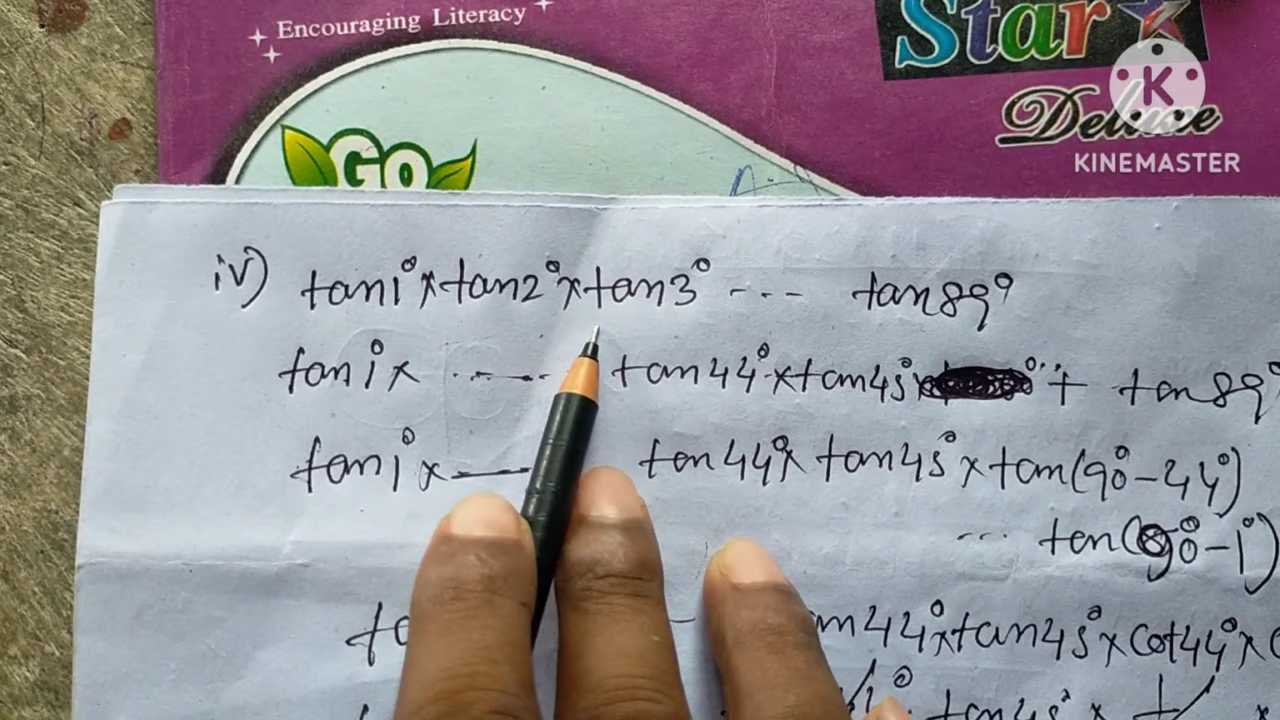 Encouraging Literacy
Star
Deluxe
K
KINEMASTER
Go
iv) tan1° x tan2° x tan3° --- tan89°
tan1° x ------ tan44° x tan45° x + tan89°
tan1° x — tan44° x tan45° x tan(90°-44°)
... tan(90°-1°)
tan44° x tan45° x cot44° x
tan45° x